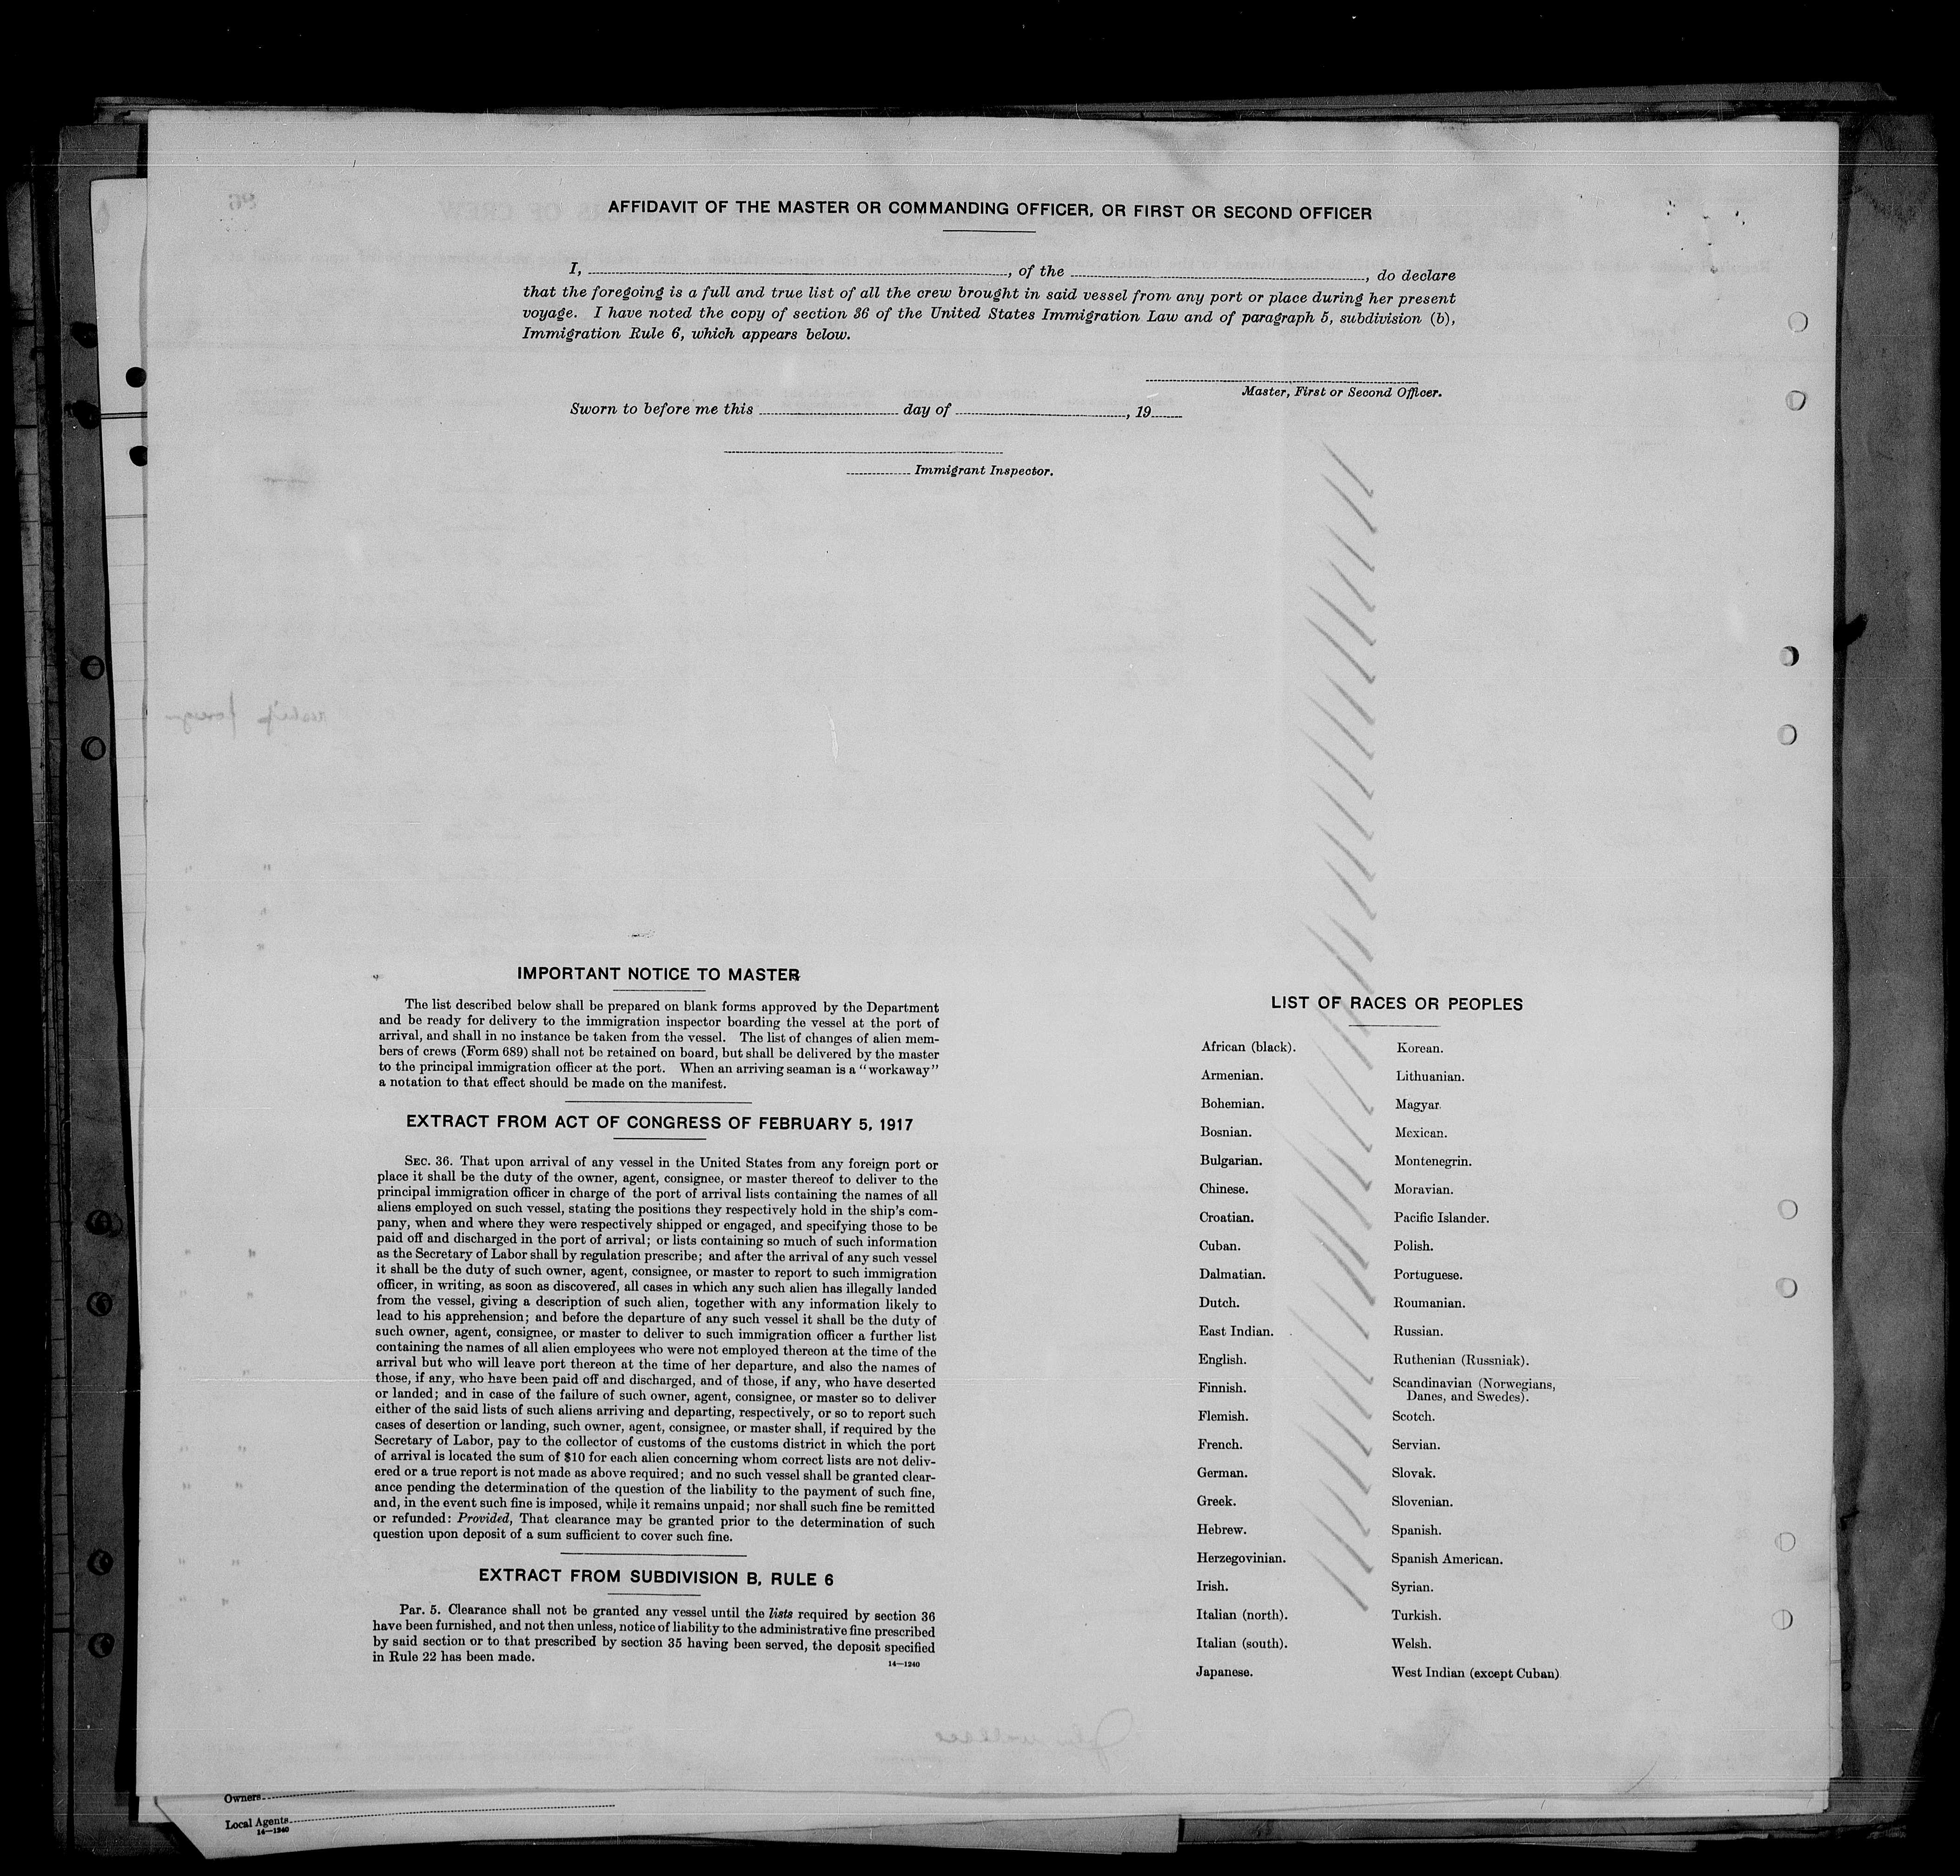 AFFIDAVIT OF THE MASTER OR COMMANDING OFFICER, OR FIRST OR SECOND OFFICER
I, , of the , do declare
that the foregoing is a full and true list of all the crew brought in said vessel from any port or place during her present
voyage. I have noted the copy of section 36 of the United States Immigration Law and of paragraph 5, subdivision (b),
Immigration Rule 6, which appears below.
Master, First or Second Officer.
Sworn to before me this day of , 19
Immigrant Inspector.
IMPORTANT NOTICE TO MASTER
The list described below shall be prepared on blank forms approved by the Department
and be ready for delivery to the immigration inspector boarding the vessel at the port of
arrival, and shall in no instance be taken from the vessel. The list of changes of alien mem-
bers of crews (Form 689) shall not be retained on board, but shall be delivered by the master
to the principal immigration officer at the port. When an arriving seaman is a "workaway"
a notation to that effect should be made on the manifest.
EXTRACT FROM ACT OF CONGRESS OF FEBRUARY 5, 1917
SEC. 36. That upon arrival of any vessel in the United States from any foreign port or
place it shall be the duty of the owner, agent, consignee, or master thereof to deliver to the
principal immigration officer in charge of the port of arrival lists containing the names of all
aliens employed on such vessel, stating the positions they respectively hold in the ship's com-
pany, when and where they were respectively shipped or engaged, and specifying those to be
paid off and discharged in the port of arrival; or lists containing so much of such information
as the Secretary of Labor shall by regulation prescribe; and after the arrival of any such vessel
it shall be the duty of such owner, agent, consignee, or master to report to such immigration
officer, in writing, as soon as discovered, all cases in which any such alien has illegally landed
from the vessel, giving a description of such alien, together with any information likely to
lead to his apprehension; and before the departure of any such vessel it shall be the duty of
such owner, agent, consignee, or master to deliver to such immigration officer a further list
containing the names of all alien employees who were not employed thereon at the time of the
arrival but who will leave port thereon at the time of her departure, and also the names of
those, if any, who have been paid off and discharged, and of those, if any, who have deserted
or landed; and in case of the failure of such owner, agent, consignee, or master so to deliver
either of the said lists of such aliens arriving and departing, respectively, or so to report such
cases of desertion or landing, such owner, agent, consignee, or master shall, if required by the
Secretary of Labor, pay to the collector of customs of the customs district in which the port
of arrival is located the sum of $10 for each alien concerning whom correct lists are not deliv-
ered or a true report is not made as above required; and no such vessel shall be granted clear-
ance pending the determination of the question of the liability to the payment of such fine,
and, in the event such fine is imposed, while it remains unpaid; nor shall such fine be remitted
or refunded: Provided, That clearance may be granted prior to the determination of such
question upon deposit of a sum sufficient to cover such fine.
EXTRACT FROM SUBDIVISION B, RULE 6
Par. 5. Clearance shall not be granted any vessel until the lists required by section 36
have been furnished, and not then unless, notice of liability to the administrative fine prescribed
by said section or to that prescribed by section 35 having been served, the deposit specified
in Rule 22 has been made.
14—1240
LIST OF RACES OR PEOPLES
African (black).
Armenian.
Bohemian.
Bosnian.
Bulgarian.
Chinese.
Croatian.
Cuban.
Dalmatian.
Dutch.
East Indian.
English.
Finnish.
Flemish.
French.
German.
Greek.
Hebrew.
Herzegovinian.
Irish.
Italian (north).
Italian (south).
Japanese.
Korean.
Lithuanian.
Magyar.
Mexican.
Montenegrin.
Moravian.
Pacific Islander.
Polish.
Portuguese.
Roumanian.
Russian.
Ruthenian (Russniak).
Scandinavian (Norwegians,
Danes, and Swedes).
Scotch.
Servian.
Slovak.
Slovenian.
Spanish.
Spanish American.
Syrian.
Turkish.
Welsh.
West Indian (except Cuban)
Owners
Local Agents
14—1240